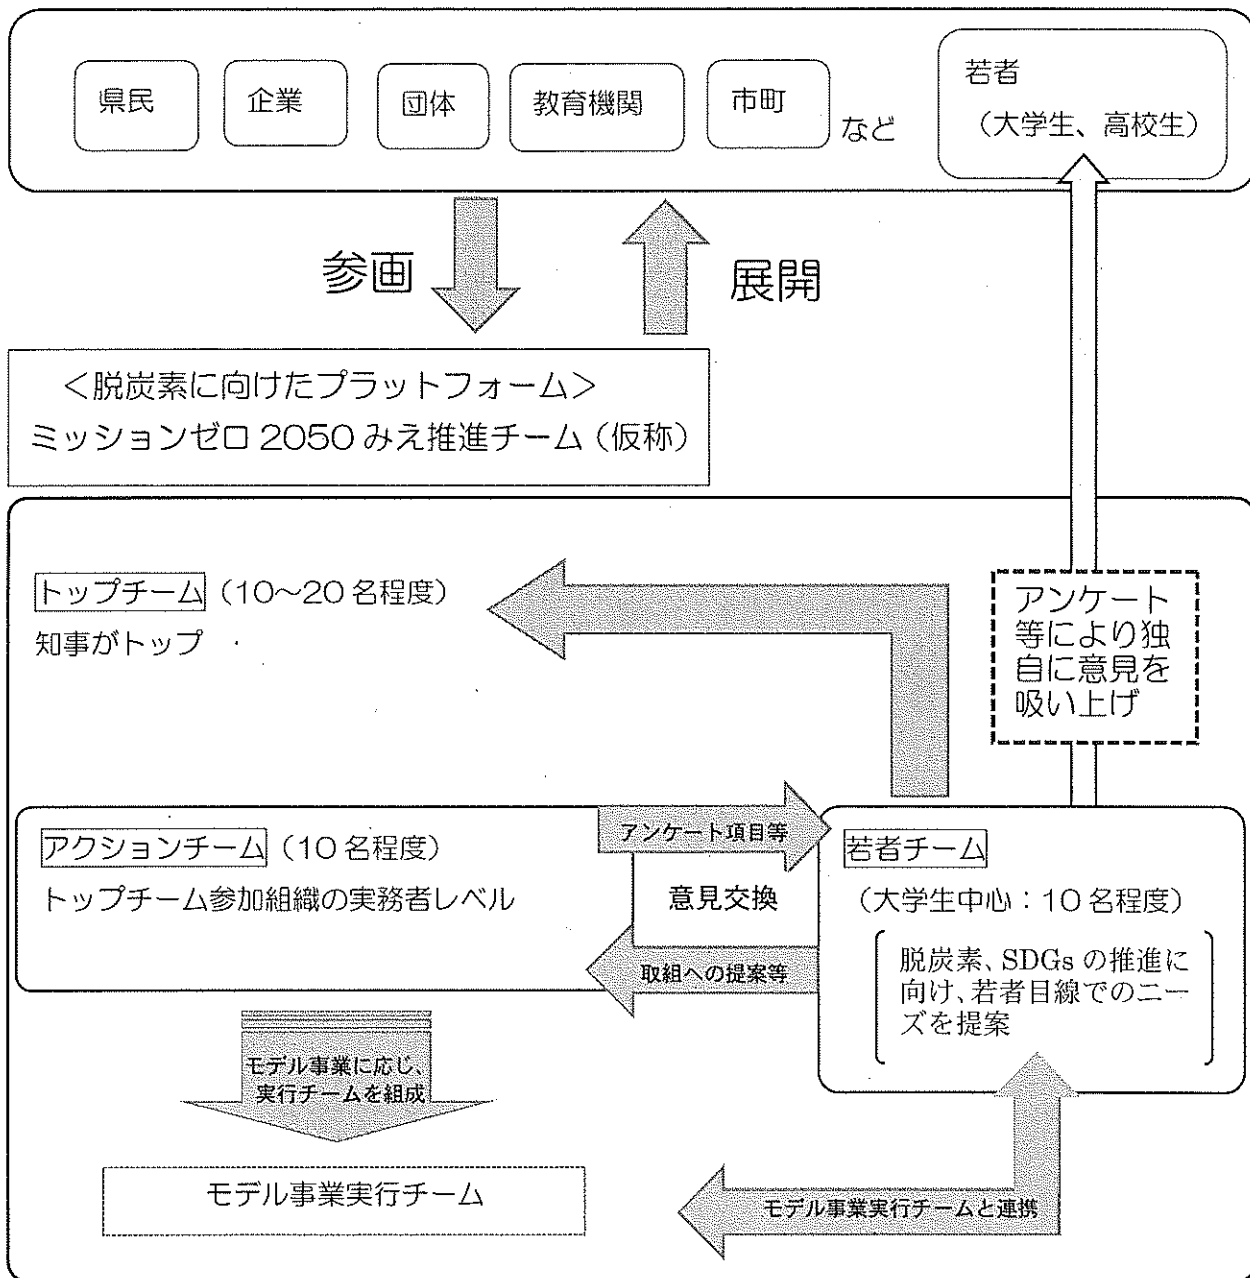 県民
企業
団体
教育機関
市町
など
若者
（大学生、高校生）
参画
展開
＜脱炭素に向けたプラットフォーム＞
ミッションゼロ 2050 みえ推進チーム（仮称）
トップチーム（10～20 名程度）
知事がトップ
アンケート
等により独
自に意見を
吸い上げ
アクションチーム（10 名程度）
トップチーム参加組織の実務者レベル
アンケート項目等
意見交換
取組への提案等
若者チーム
（大学生中心：10 名程度）
脱炭素、SDGs の推進に
向け、若者目線でのニー
ズを提案
モデル事業に応じ、
実行チームを組成
モデル事業実行チーム
モデル事業実行チームと連携